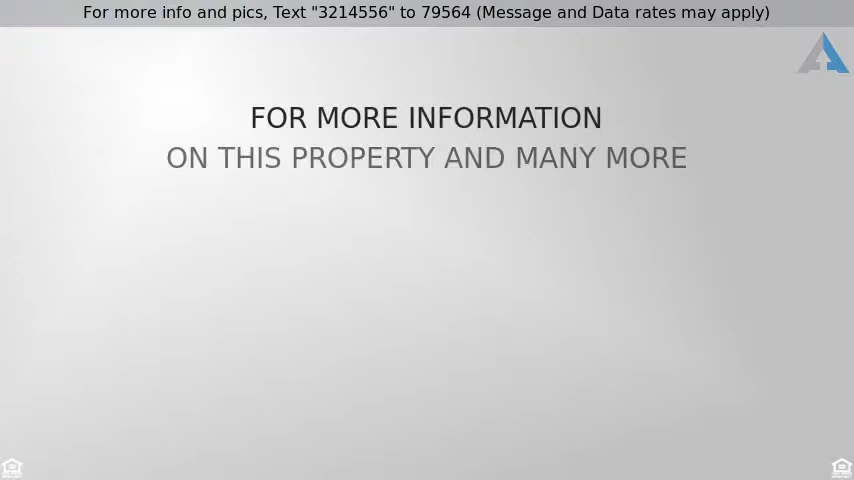 For more info and pics, Text "3214556" to 79564 (Message and Data rates may apply)
FOR MORE INFORMATION
ON THIS PROPERTY AND MANY MORE